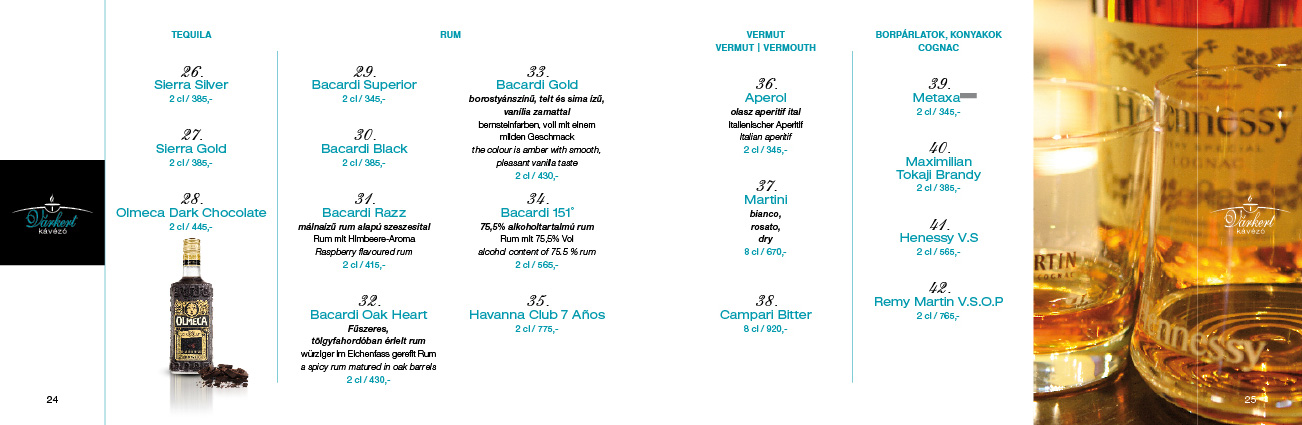 TEQUILA
26.
Sierra Silver
2 cl / 385,-
27.
Sierra Gold
2 cl / 385,-
28.
Olmeca Dark Chocolate
2 cl / 445,-
OLMECA
Várkert
kávézó
24
RUM
29.
Bacardi Superior
2 cl / 345,-
30.
Bacardi Black
2 cl / 385,-
31.
Bacardi Razz
málnaizű rum alapú szeszesital
Rum mit Himbeere-Aroma
Raspberry flavoured rum
2 cl / 415,-
32.
Bacardi Oak Heart
Fűszeres,
tölgyfahordóban érlelt rum
würziger im Eichenfass gereift Rum
a spicy rum matured in oak barrels
2 cl / 430,-
33.
Bacardi Gold
borostyánszínű, telt és sima ízű,
vanília zamattal
bernsteinfarben, voll mit einem
milden Geschmack
the colour is amber with smooth,
pleasant vanilla taste
2 cl / 430,-
34.
Bacardi 151°
75,5% alkoholtartalmú rum
Rum mit 75,5% Vol
alcohol content of 75.5 % rum
2 cl / 565,-
35.
Havanna Club 7 Años
2 cl / 775,-
VERMUT
VERMUT | VERMOUTH
36.
Aperol
olasz aperitif ital
Italienischer Aperitif
Italian aperitif
2 cl / 345,-
37.
Martini
bianco,
rosato,
dry
8 cl / 670,-
38.
Campari Bitter
8 cl / 920,-
BORPÁRLATOK, KONYAKOK
COGNAC
39.
Metaxa
2 cl / 345,-
40.
Maximilian
Tokaji Brandy
2 cl / 385,-
41.
Henessy V.S
2 cl / 565,-
42.
Remy Martin V.S.O.P
2 cl / 765,-
Hennessy
COGNAC
Várkert
kávézó
RTIN
COGNAC
Hennessy
25